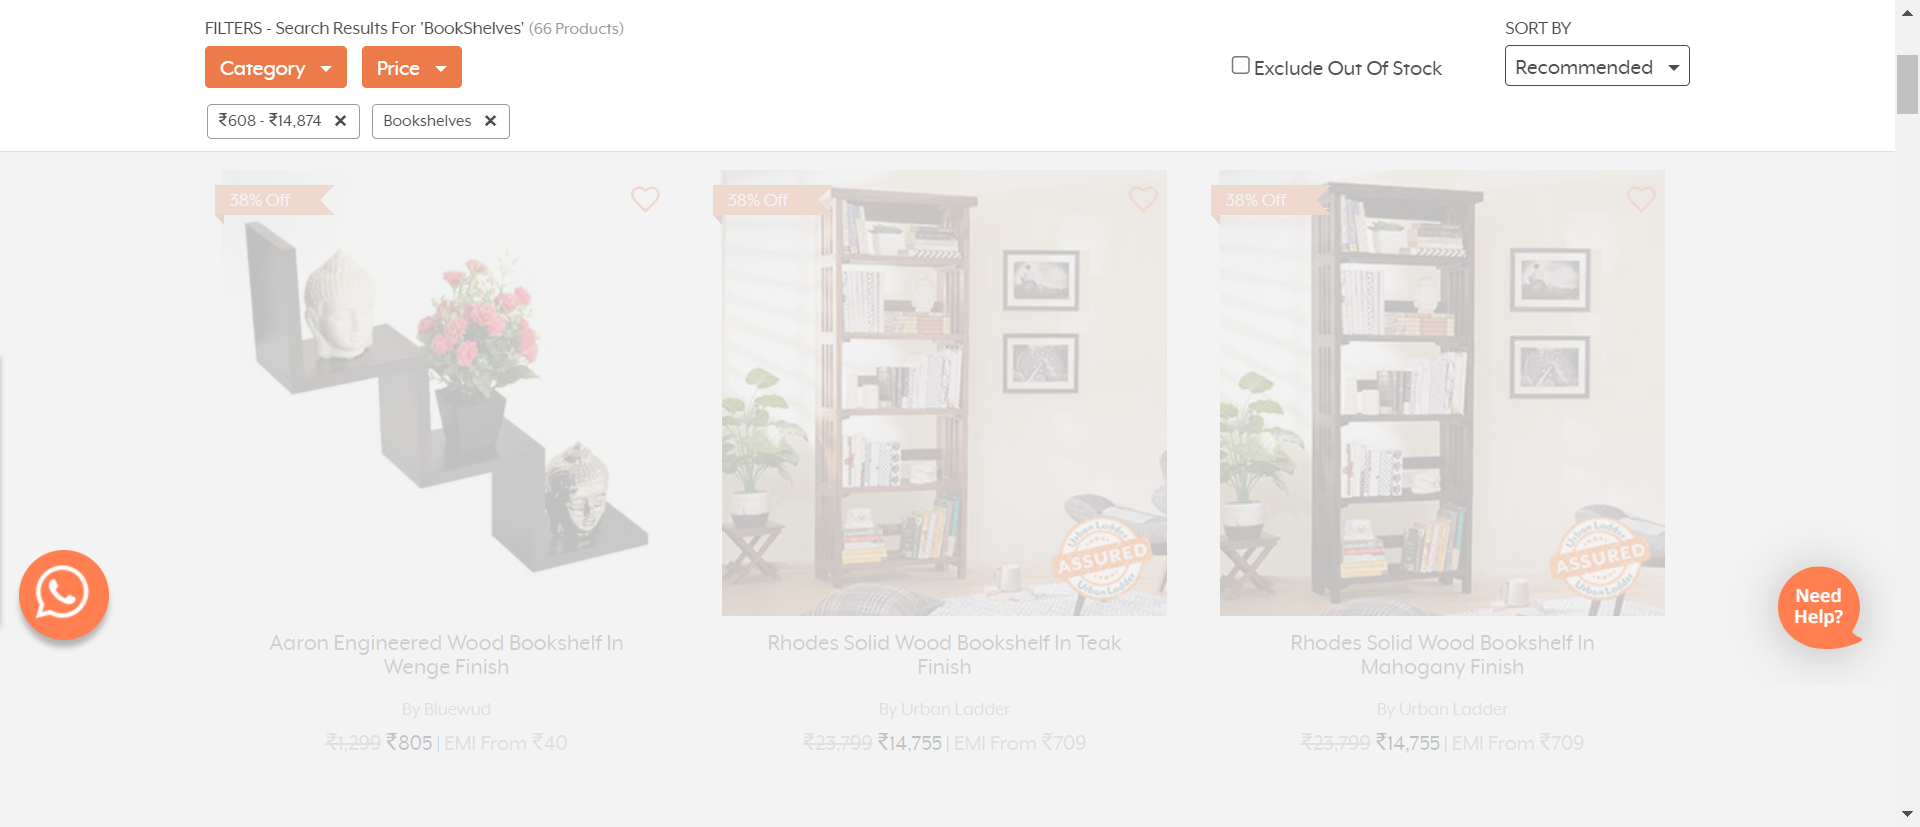 FILTERS - Search Results For 'BookShelves' (66 Products)
SORT BY
Category
Price
Exclude Out Of Stock
Recommended
₹608 - ₹14,874 ×
Bookshelves ×
38% Off
38% Off
38% Off
Urban Ladder
ASSURED
Urban Ladder
Urban Ladder
ASSURED
Urban Ladder
Need
Help?
Aaron Engineered Wood Bookshelf In
Wenge Finish
By Bluewud
₹1,299 ₹805 | EMI From ₹40
Rhodes Solid Wood Bookshelf In Teak
Finish
By Urban Ladder
₹23,799 ₹14,755 | EMI From ₹709
Rhodes Solid Wood Bookshelf In
Mahogany Finish
By Urban Ladder
₹23,799 ₹14,755 | EMI From ₹709